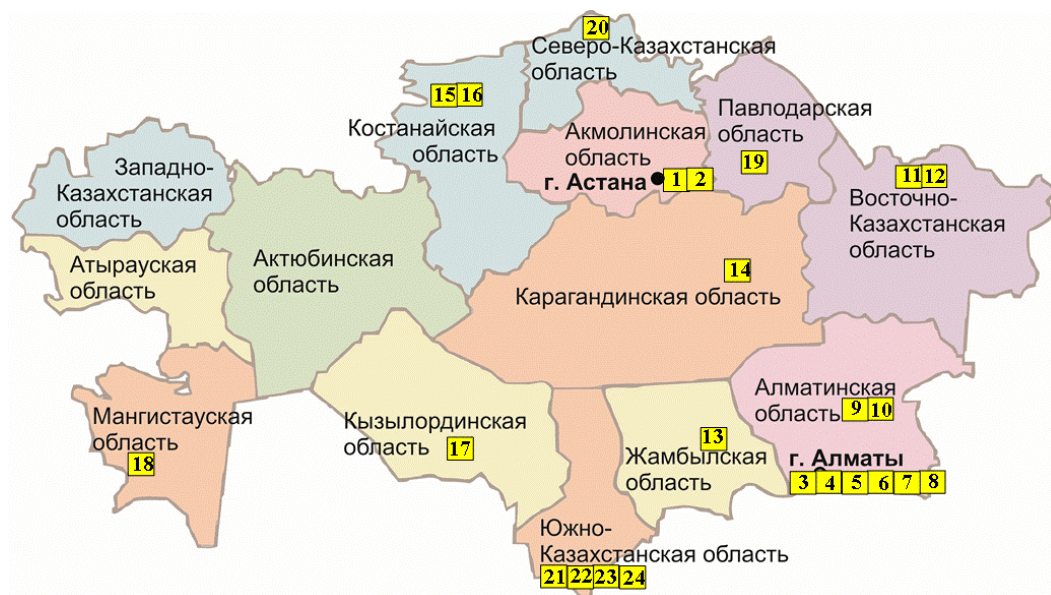 20
Северо-Казахстанская
область
15 16
Костанайская
область
Акмолинская
область
г. Астана 1 2
Павлодарская
область
19
Западно-
Казахстанская
область
11 12
Восточно-
Казахстанская
область
Атырауская
область
Актюбинская
область
14
Карагандинская область
Мангистауская
область
18
Кызылординская
область 17
13
Жамбылская
область
Алматинская
область 9 10
г. Алматы
3 4 5 6 7 8
Южно-
Казахстанская область
21 22 23 24